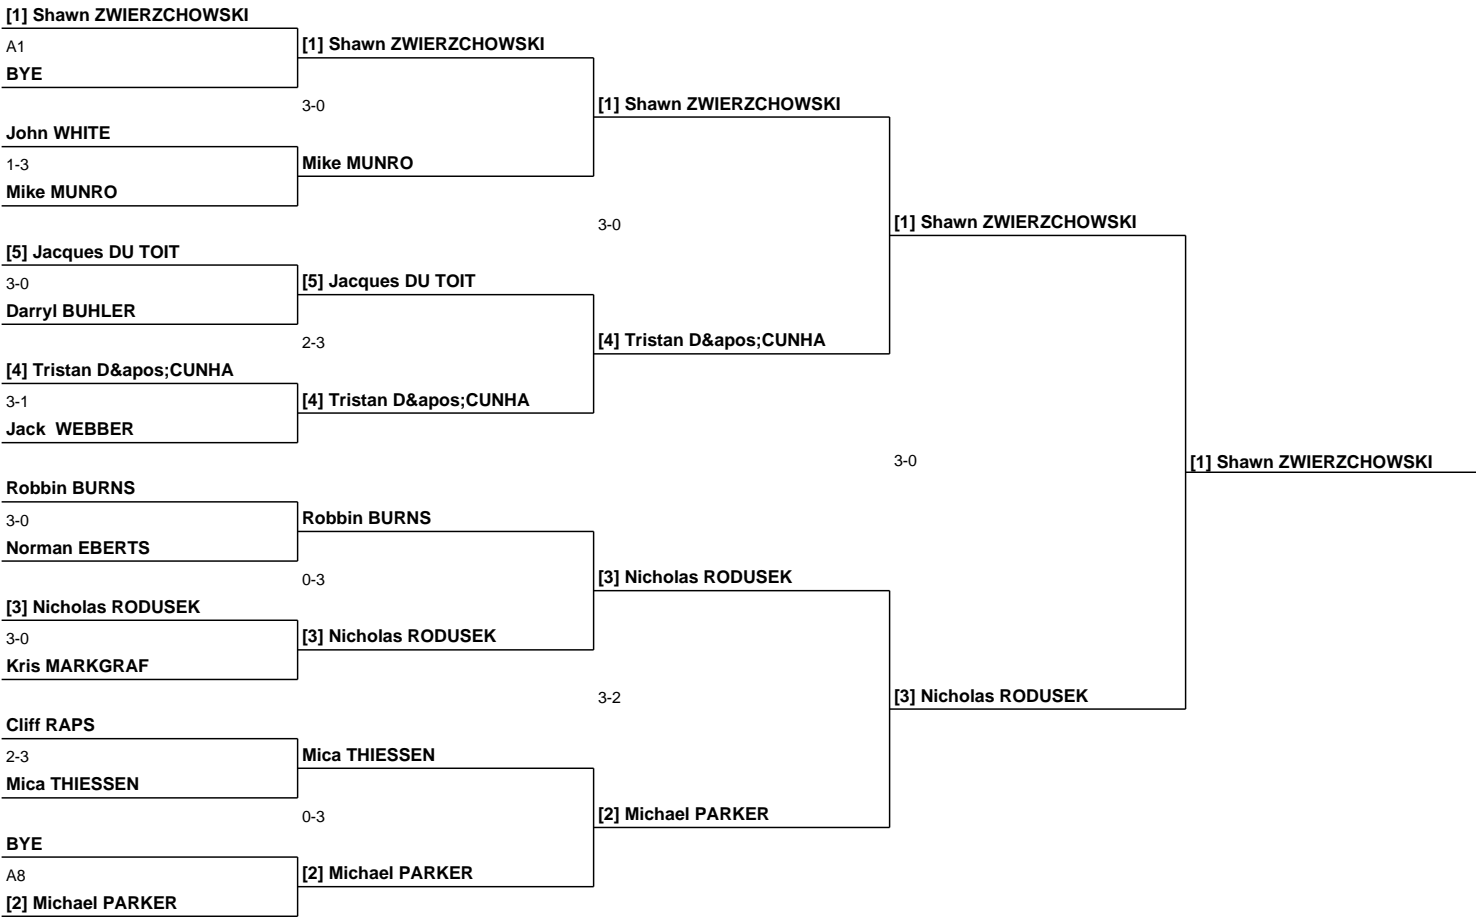 [1] Shawn ZWIERZCHOWSKI
A1
BYE
[1] Shawn ZWIERZCHOWSKI
3-0
[1] Shawn ZWIERZCHOWSKI
John WHITE
1-3
Mike MUNRO
Mike MUNRO
3-0
[1] Shawn ZWIERZCHOWSKI
[5] Jacques DU TOIT
3-0
Darryl BUHLER
[5] Jacques DU TOIT
2-3
[4] Tristan D&apos;CUNHA
[4] Tristan D&apos;CUNHA
3-1
Jack  WEBBER
[4] Tristan D&apos;CUNHA
3-0
[1] Shawn ZWIERZCHOWSKI
Robbin BURNS
3-0
Norman EBERTS
Robbin BURNS
0-3
[3] Nicholas RODUSEK
[3] Nicholas RODUSEK
3-0
Kris MARKGRAF
[3] Nicholas RODUSEK
3-2
[3] Nicholas RODUSEK
Cliff RAPS
2-3
Mica THIESSEN
Mica THIESSEN
0-3
[2] Michael PARKER
BYE
A8
[2] Michael PARKER
[2] Michael PARKER